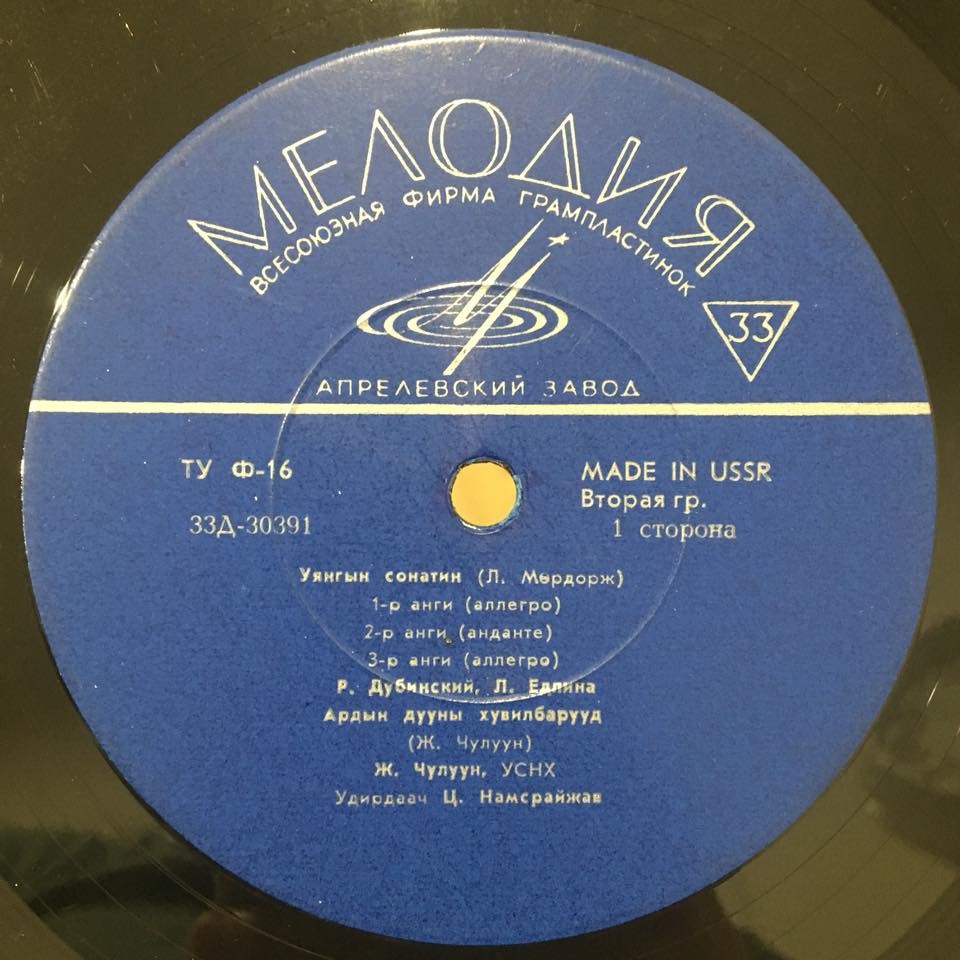 МЕЛОДИЯ
ВСЕСОЮЗНАЯ ФИРМА ГРАМПЛАСТИНОК
33
АПРЕЛЕВСКИЙ ЗАВОД
ТУ Ф-16
MADE IN USSR
Вторая гр.
33Д-30391
1 сторона
Уянгын сонатин (Л. Мөрдорж)
1-р анги (аллегро)
2-р анги (анданте)
3-р анги (аллегро)
Р. Дубинский, Л. Едлина
Ардын дууны хувилбарууд
(Ж. Чулуун)
Ж. Чулуун, УСНХ
Удирдаач Ц. Намсрайжав